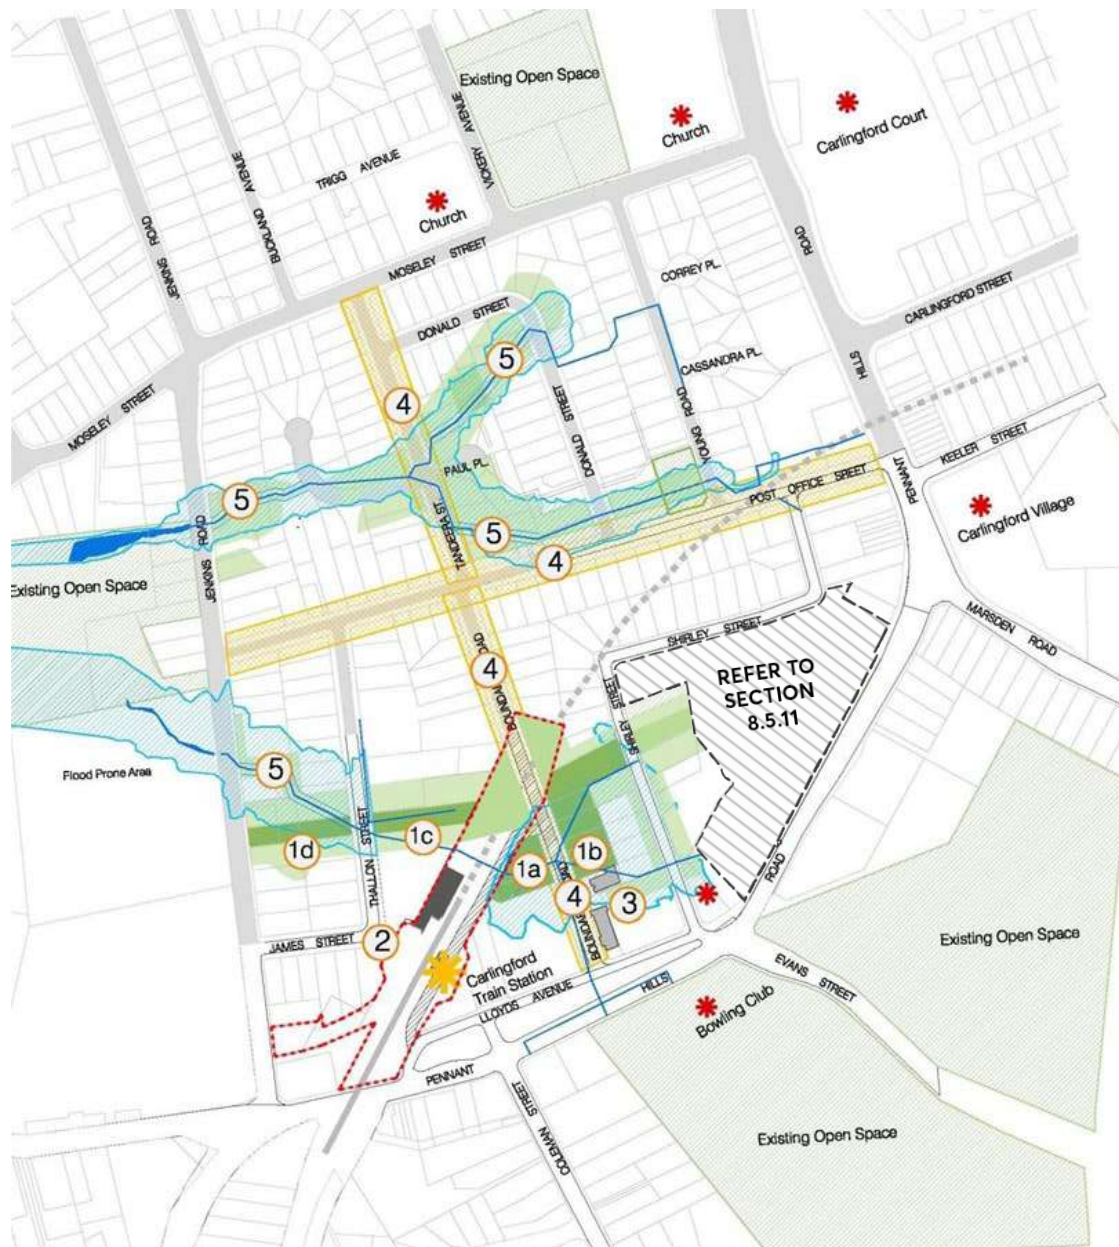 Existing Open Space
VICKERY AVENUE
Church
Carlingford Court
BUCKLAND AVENUE
TRIGG AVENUE
Church
JENKINS ROAD
MOSELEY STREET
ROAD
CORREY PL.
CARLINGFORD STREET
DONALD STREET
CASSANDRA PL.
HILLS
5
4
MOSELEY STREET
DONALD STREET
YOUNG ROAD
KEELER STREET
PAUL PL.
POST OFFICE SREET
PENNANT
5
Carlingford Village
5
TANDERRA ST
4
JENKINS ROAD
Existing Open Space
MARSDEN ROAD
SHIRLEY STREET
4
REFER TO
SECTION
8.5.11
SHIRLEY STREET
Flood Prone Area
5
THALLON STREET
1c
1d
1a
1b
ROAD
4
3
JAMES STREET
2
Carlingford
Train Station
Existing Open Space
LLOYDS AVENUE
HILLS
EVANS STREET
Bowling Club
PENNANT
COLEMAN STREET
Existing Open Space